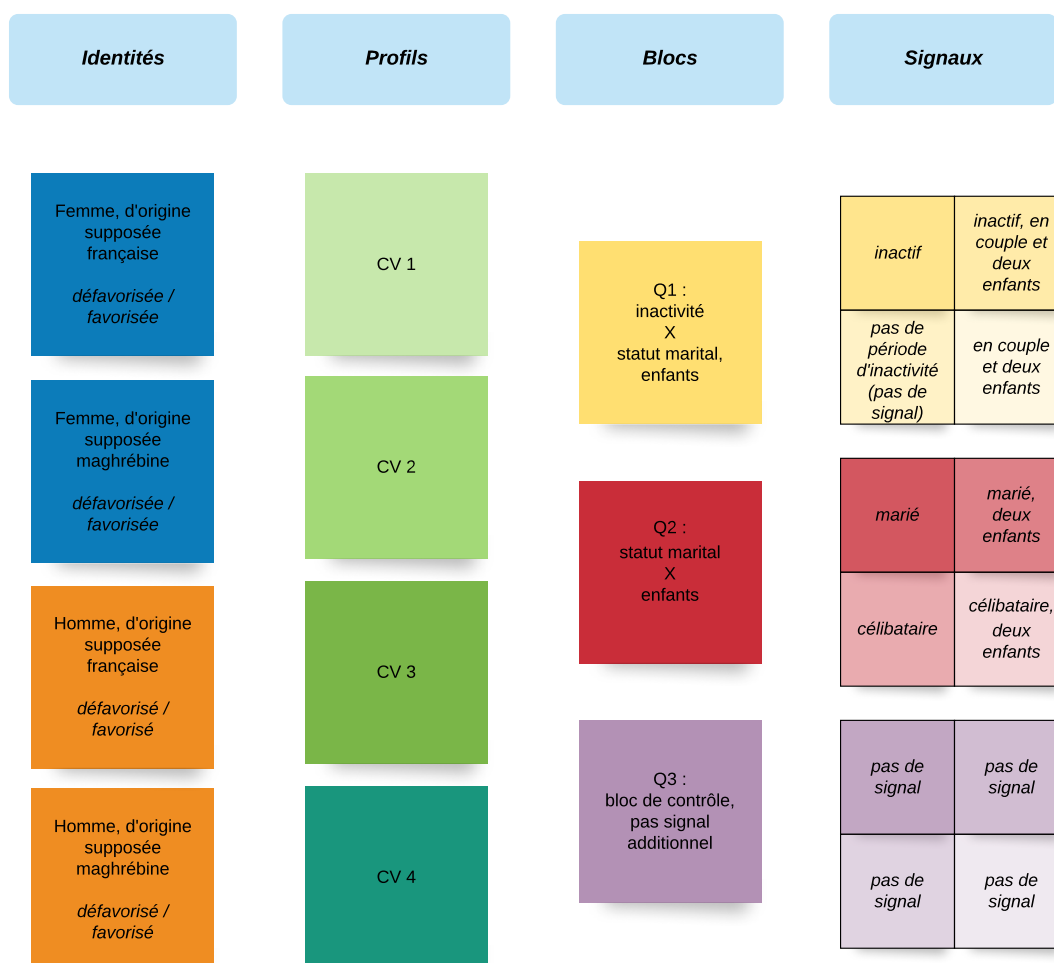 Identités
Profils
Blocs
Signaux
Femme, d'origine
supposée
française
défavorisée /
favorisée
Femme, d'origine
supposée
maghrébine
défavorisée /
favorisée
Homme, d'origine
supposée
française
défavorisé /
favorisé
Homme, d'origine
supposée
maghrébine
défavorisé /
favorisé
CV 1
CV 2
CV 3
CV 4
Q1 :
inactivité
X
statut marital,
enfants
Q2 :
statut marital
X
enfants
Q3 :
bloc de contrôle,
pas signal
additionnel
inactif
inactif, en
couple et
deux
enfants
pas de
période
d'inactivité
(pas de
signal)
en couple
et deux
enfants
marié
marié,
deux
enfants
célibataire
célibataire,
deux
enfants
pas de
signal
pas de
signal
pas de
signal
pas de
signal